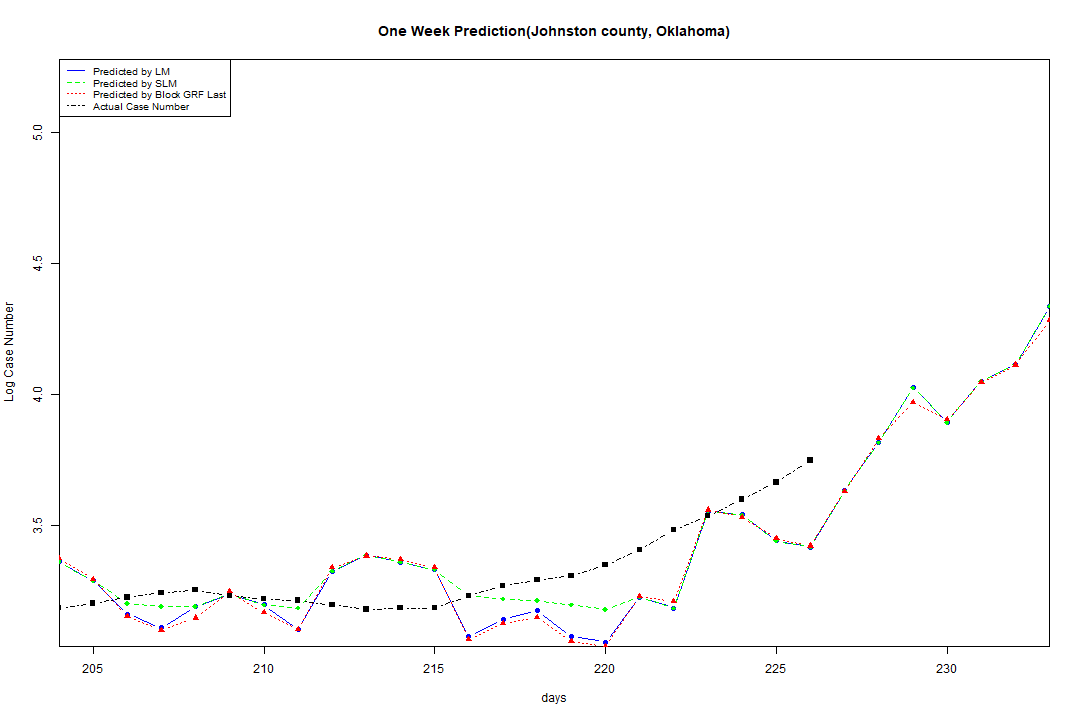 One Week Prediction(Johnston county, Oklahoma)
Predicted by LM
Predicted by SLM
Predicted by Block GRF Last
Actual Case Number
5.0
4.5
4.0
3.5
Log Case Number
205 210 215 220 225 230
days